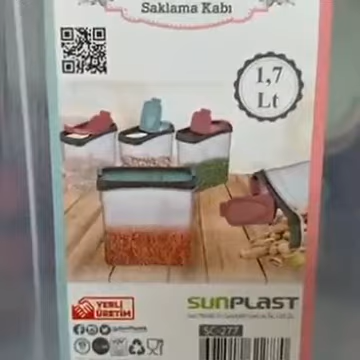 Saklama Kabı
1,7
Lt
YERLİ
ÜRETİM
SUNPLAST
SC-277